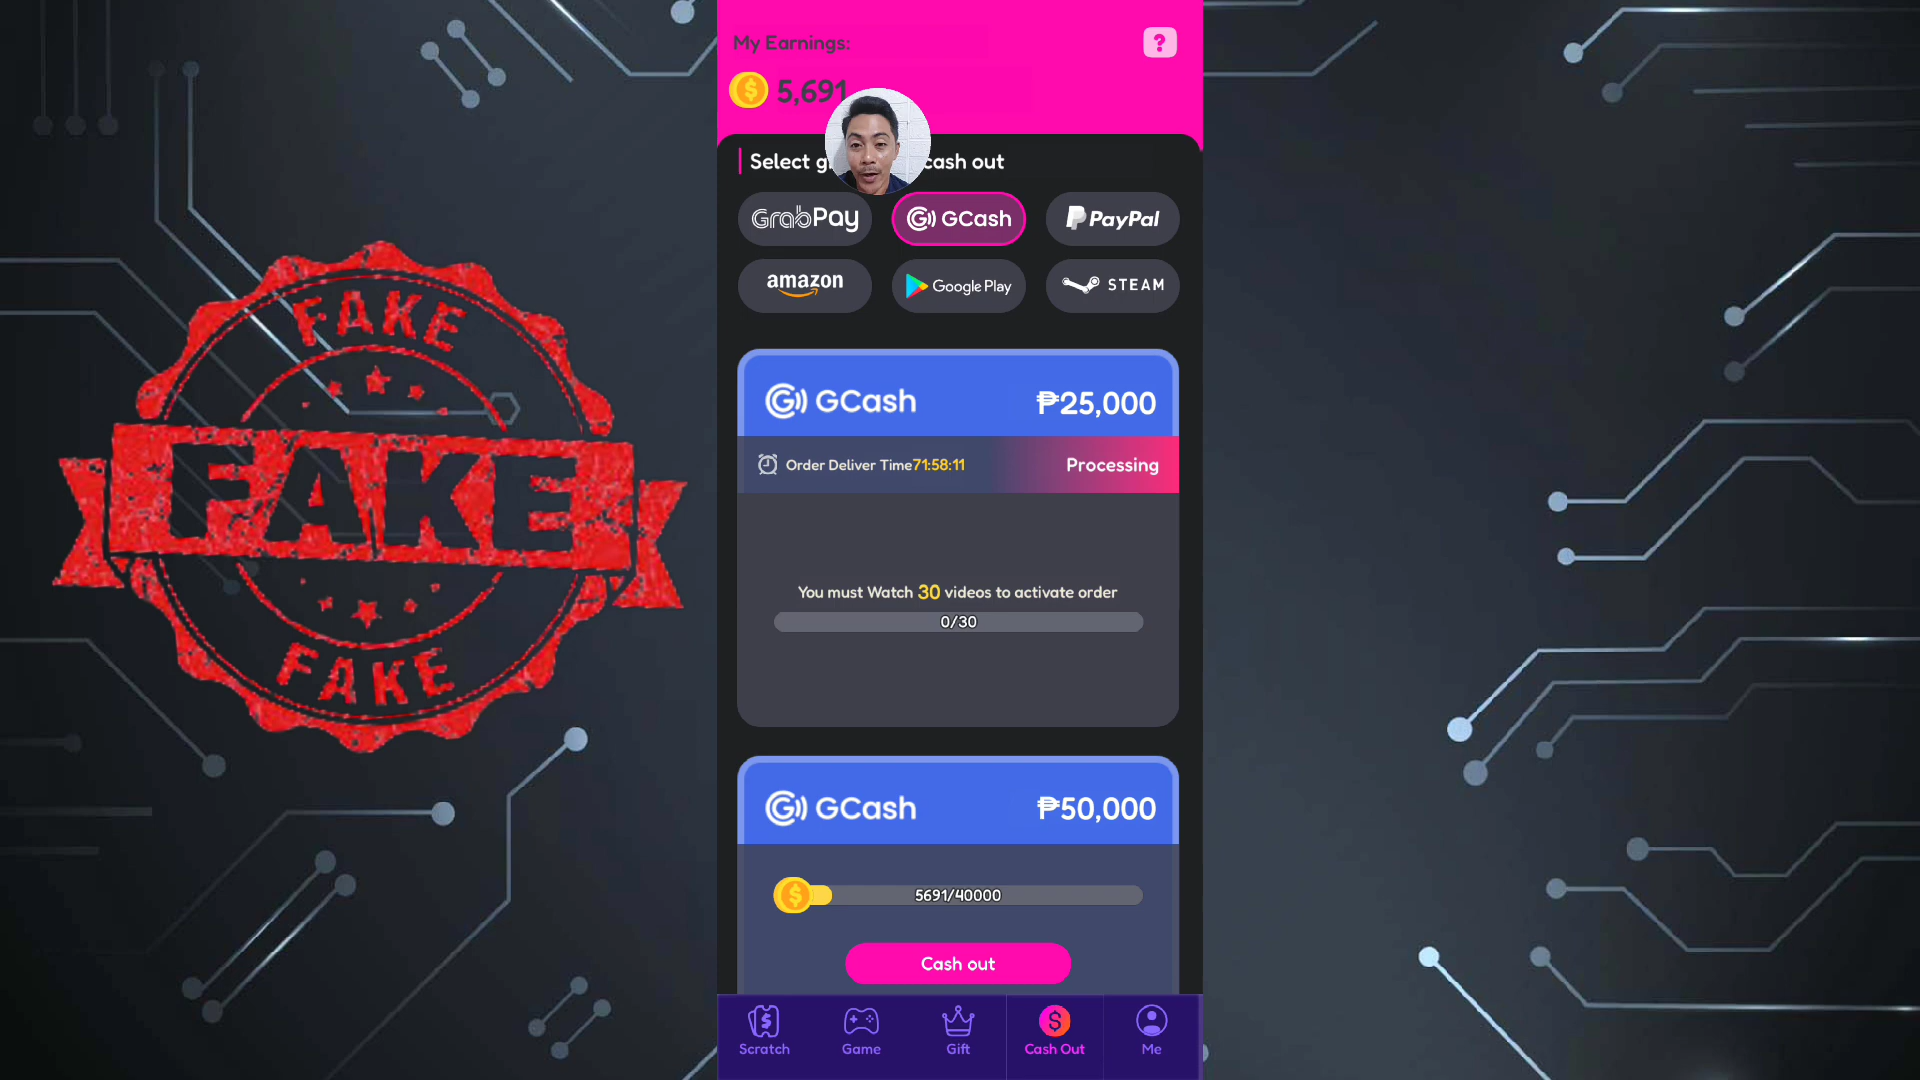 My Earnings:
?
5,691
Select cash out
GrabPay
GCash
PayPal
amazon
Google Play
STEAM
GCash
₱25,000
Order Deliver Time71:58:11
Processing
You must Watch 30 videos to activate order
0/30
GCash
₱50,000
5691/40000
Cash out
Scratch
Game
Gift
Cash Out
Me
FAKE
FAKE
FAKE